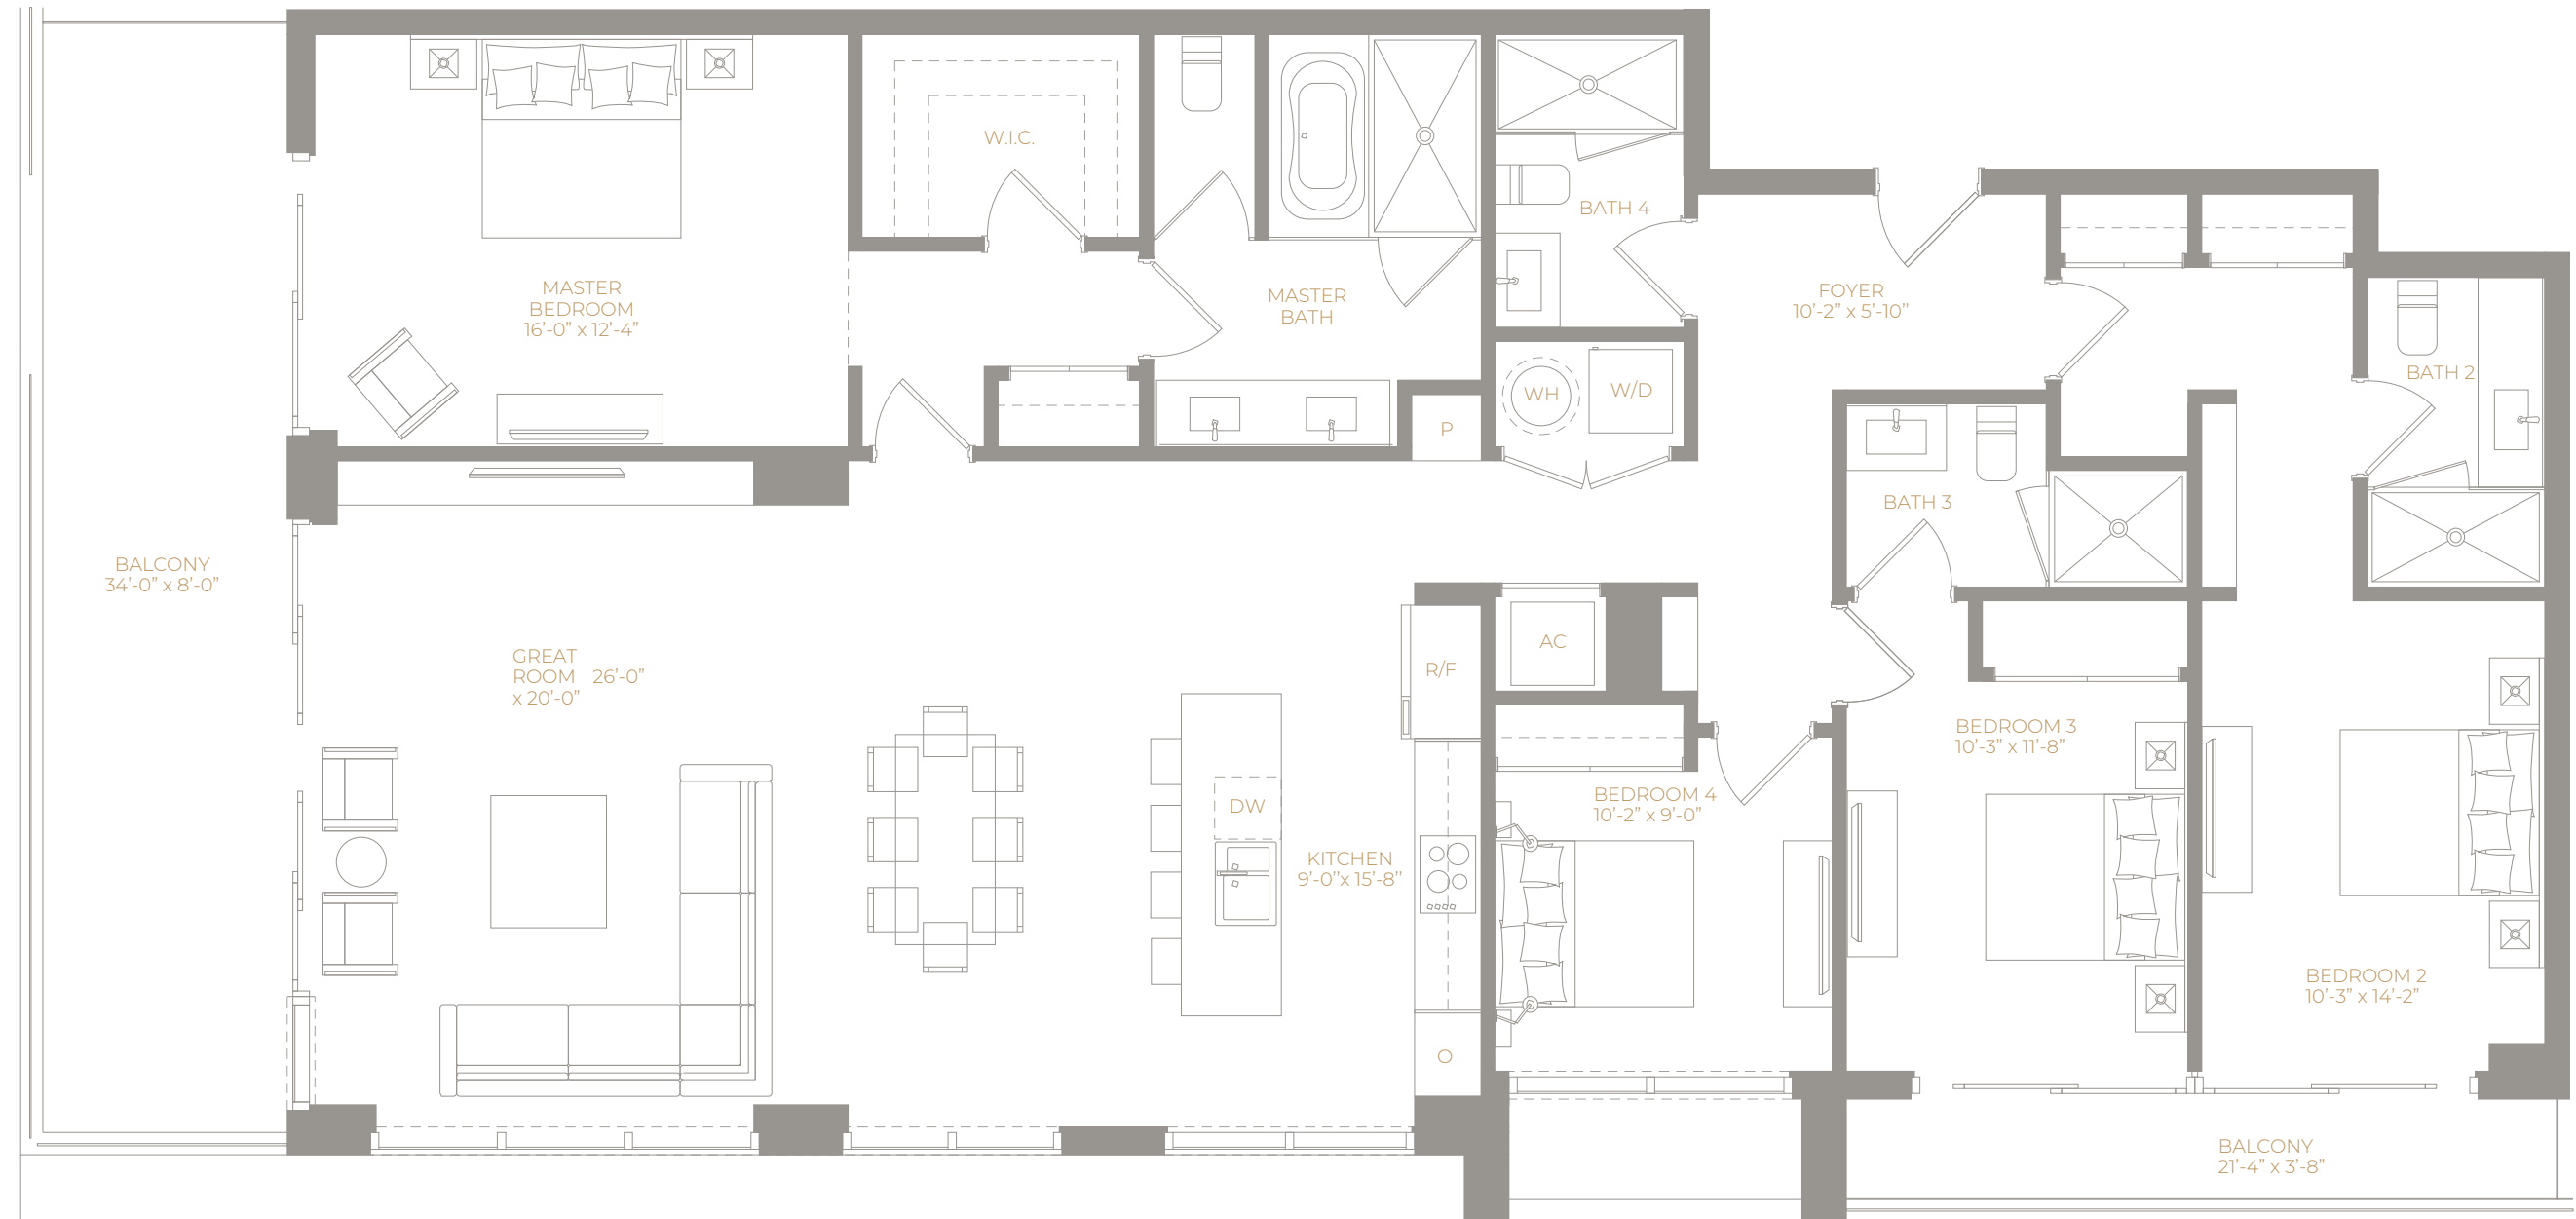 W.I.C.
BATH 4
MASTER
BEDROOM
16’-0” x 12’-4”
MASTER
BATH
FOYER
10’-2” x 5’-10”
BATH 2
WH
W/D
P
BATH 3
BALCONY
34’-0” x 8’-0”
GREAT
ROOM 26’-0”
x 20’-0”
R/F
AC
BEDROOM 3
10’-3” x 11’-8”
DW
BEDROOM 4
10’-2” x 9’-0”
KITCHEN
9’-0”x 15’-8”
BEDROOM 2
10’-3” x 14’-2”
O
BALCONY
21’-4” x 3’-8”